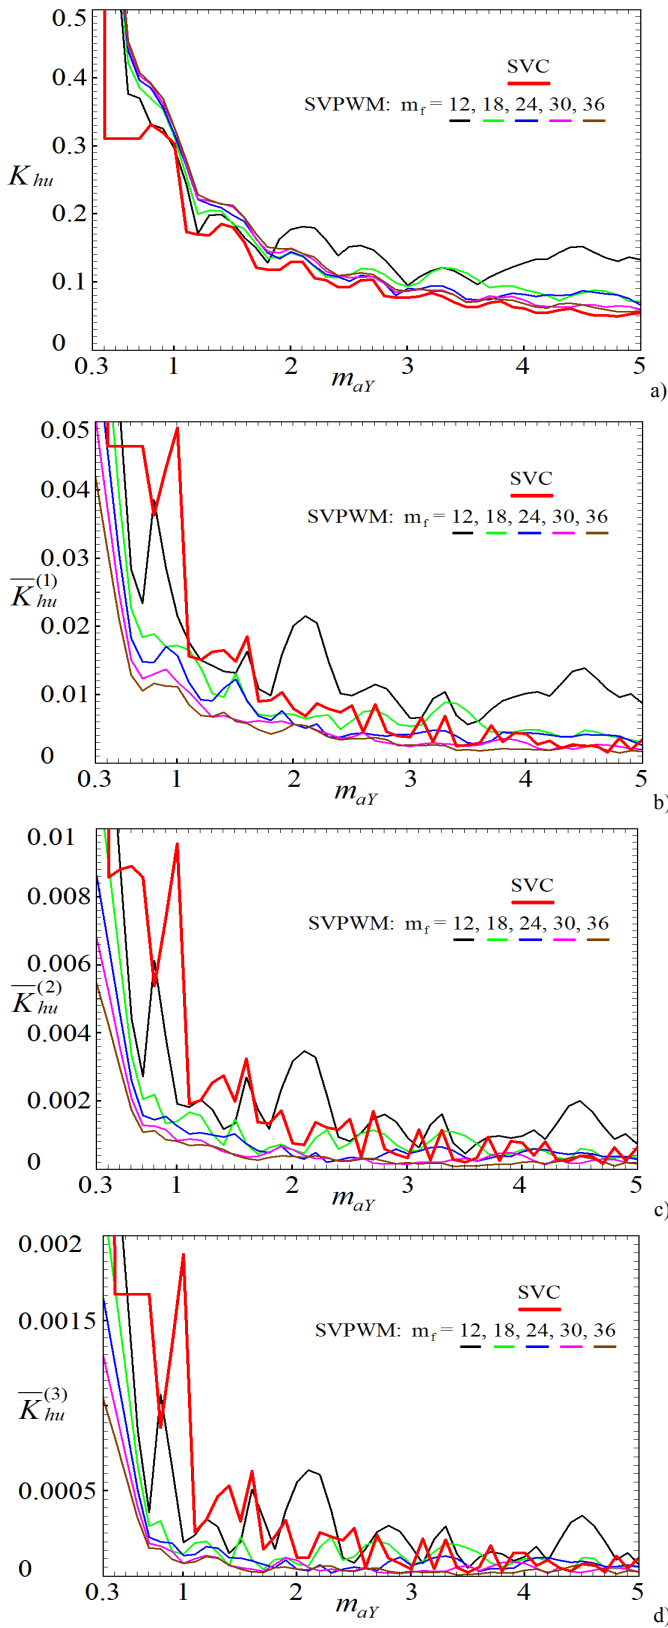 0.5
SVC
0.4
SVPWM: m_f = 12, 18, 24, 30, 36
0.3
K_hu
0.2
0.1
0
0.3 1 2 3 4 5
m_aY
a)
0.05
SVC
0.04
SVPWM: m_f = 12, 18, 24, 30, 36
0.03
K̅_hu^(1)
0.02
0.01
0
0.3 1 2 3 4 5
m_aY
b)
0.01
SVC
0.008
SVPWM: m_f = 12, 18, 24, 30, 36
0.006
K̅_hu^(2)
0.004
0.002
0
0.3 1 2 3 4 5
m_aY
c)
0.002
SVC
0.0015
SVPWM: m_f = 12, 18, 24, 30, 36
K̅_hu^(3)
0.0005
0
0.3 1 2 3 4 5
m_aY
d)